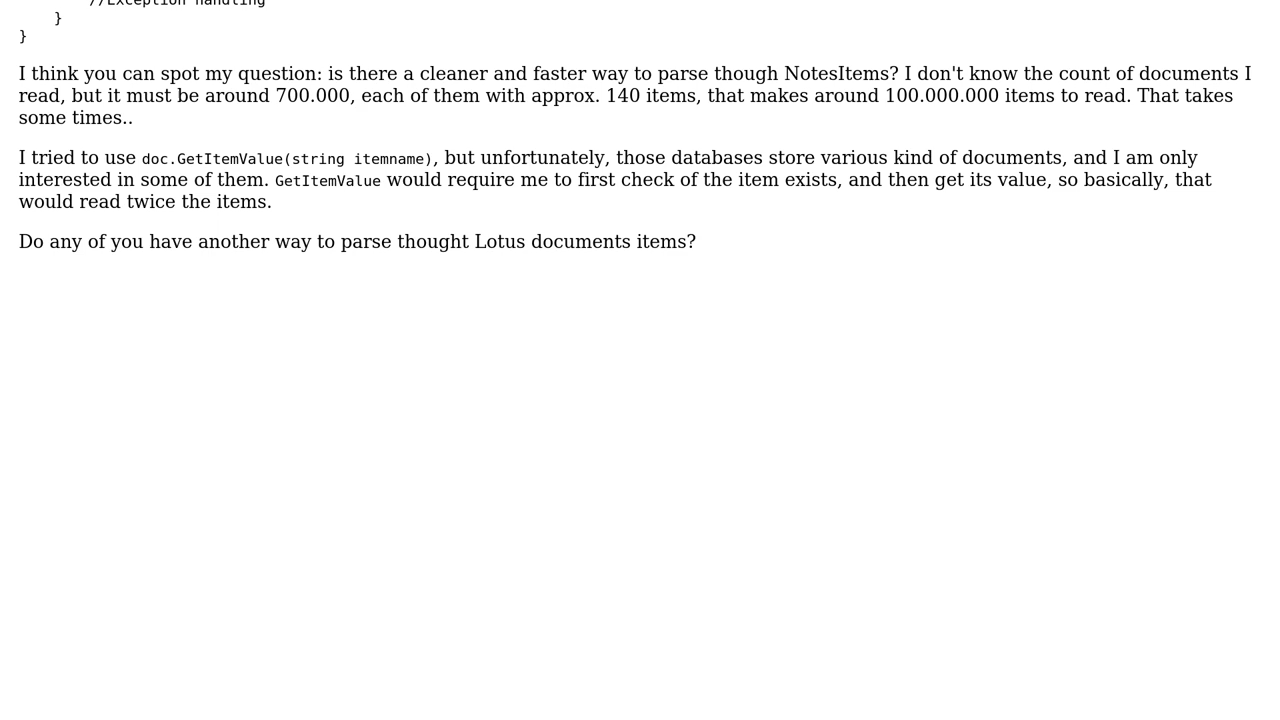 //Exception handling
    }
}
I think you can spot my question: is there a cleaner and faster way to parse though NotesItems? I don't know the count of documents I
read, but it must be around 700.000, each of them with approx. 140 items, that makes around 100.000.000 items to read. That takes
some times..
I tried to use doc.GetItemValue(string itemname), but unfortunately, those databases store various kind of documents, and I am only
interested in some of them. GetItemValue would require me to first check of the item exists, and then get its value, so basically, that
would read twice the items.
Do any of you have another way to parse thought Lotus documents items?